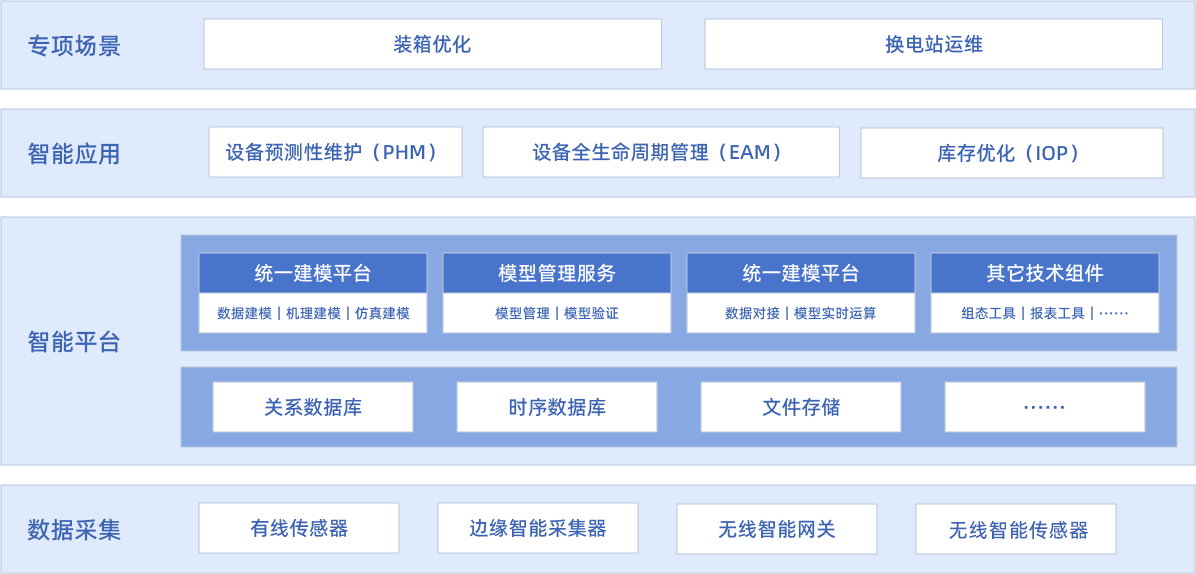 专项场景
装箱优化
换电站运维
智能应用
设备预测性维护（PHM）
设备全生命周期管理（EAM）
库存优化（IOP）
智能平台
统一建模平台
模型管理服务
统一建模平台
其它技术组件
数据建模丨机理建模丨仿真建模
模型管理丨模型验证
数据对接丨模型实时运算
组态工具丨报表工具丨······
关系数据库
时序数据库
文件存储
······
数据采集
有线传感器
边缘智能采集器
无线智能网关
无线智能传感器